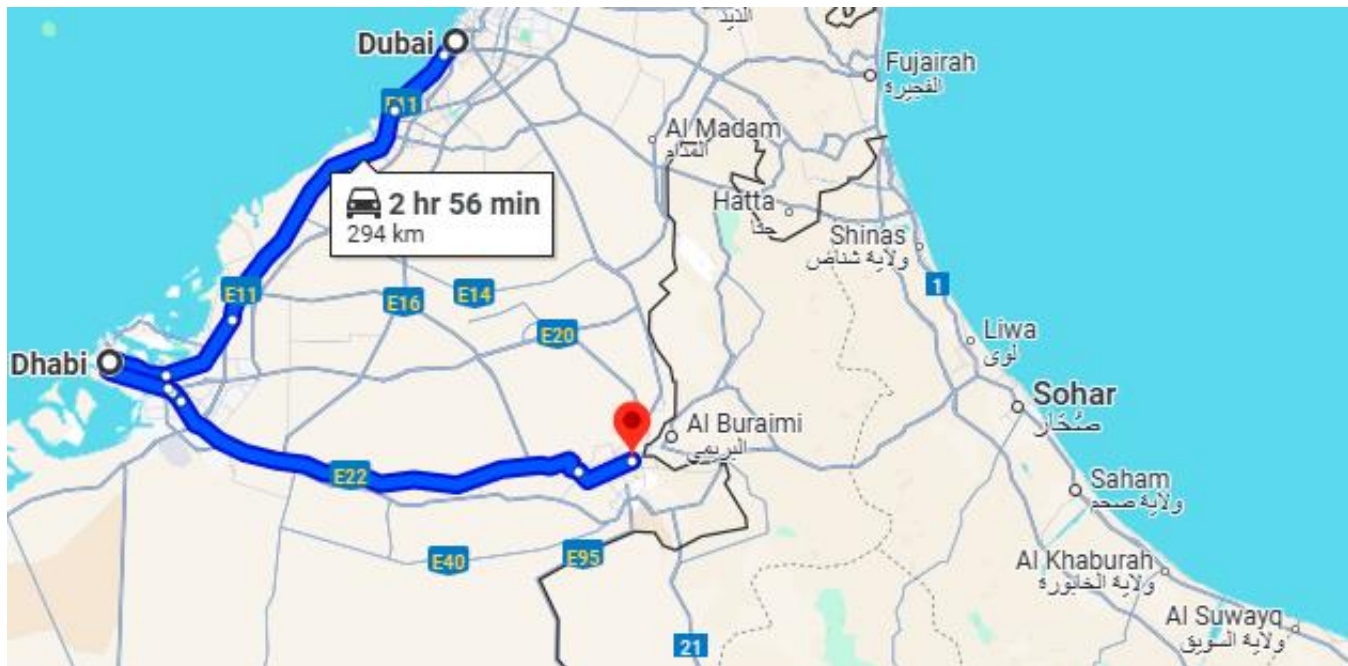 الذيد
Dubai
Fujairah
الفجيرة
E11
Al Madam
المدام
2 hr 56 min
294 km
Hatta
حتا
Shinas
ولاية شناص
E11
E16
E14
1
E20
Liwa
لوى
Dhabi
Sohar
صُحَار
Al Buraimi
البريمي
E22
Saham
ولاية صحم
E40
E95
Al Khaburah
ولاية الخابورة
Al Suwayq
ولاية السويق
21